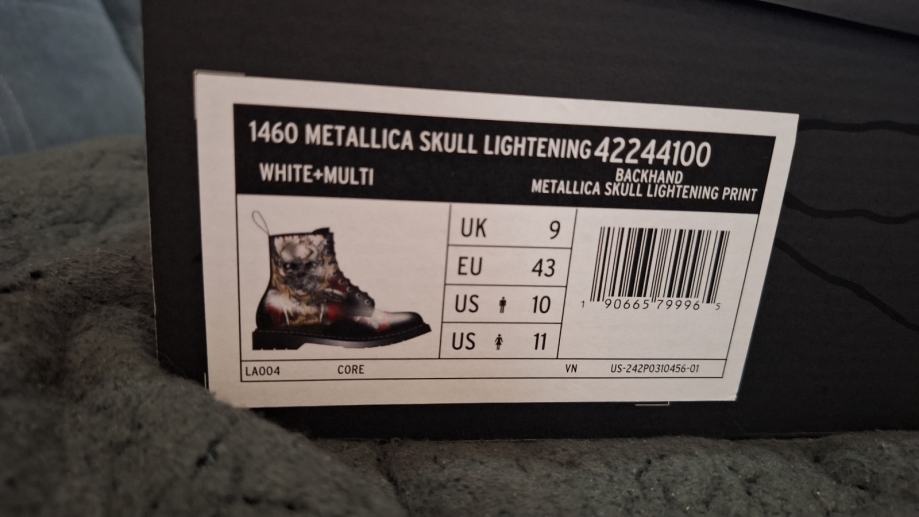 1460 METALLICA SKULL LIGHTENING 42244100
WHITE+MULTI
BACKHAND
METALLICA SKULL LIGHTENING PRINT
UK 9
EU 43
US 10
US 11
1 90665 79996 5
LA004 CORE VN US-242P0310456-01